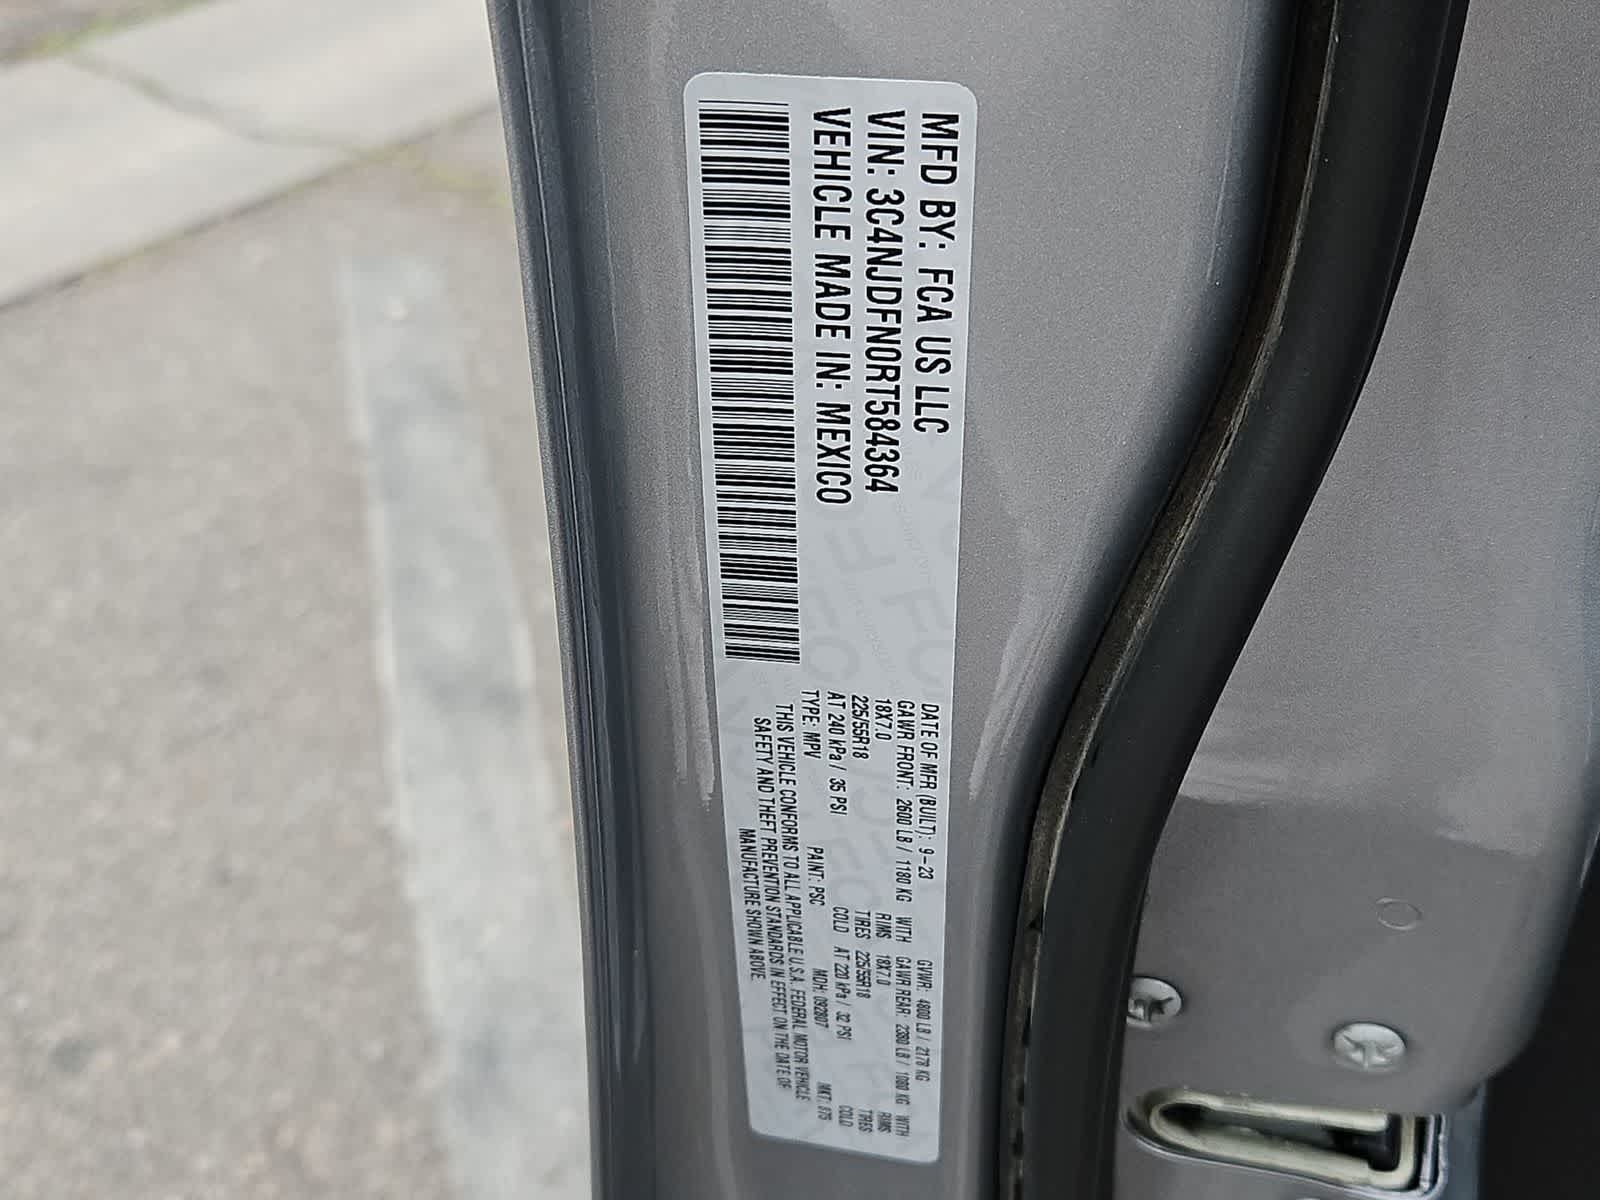 MFD BY: FCA US LLC
VIN: 3C4NJDFN0RT584364
VEHICLE MADE IN: MEXICO
DATE OF MFR (BUILT): 9-23 GVWR: 4800 LB / 2178 KG
GAWR FRONT: 2600 LB / 1180 KG WITH GAWR REAR: 2380 LB / 1080 KG WITH
18X7.0 RIMS 18X7.0 RIMS
225/55R18 TIRES 225/55R18 TIRES
AT 240 kPa / 35 PSI COLD AT 220 kPa / 32 PSI COLD
TYPE: MPV PAINT: PSC MDH: 092807 MKT: 875
THIS VEHICLE CONFORMS TO ALL APPLICABLE U.S.A. FEDERAL MOTOR VEHICLE
SAFETY AND THEFT PREVENTION STANDARDS IN EFFECT ON THE DATE OF
MANUFACTURE SHOWN ABOVE.